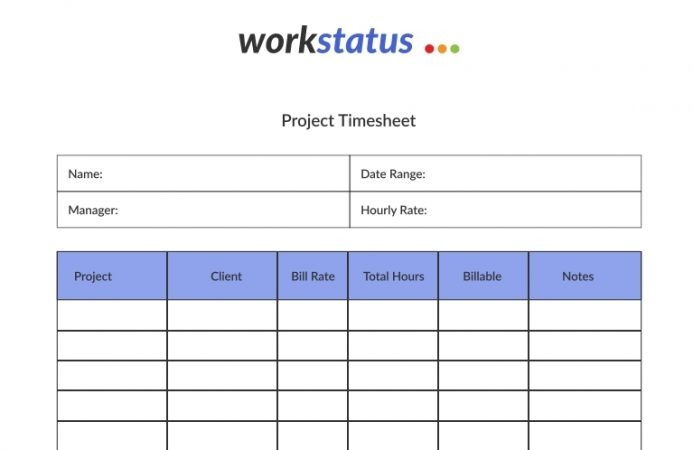 workstatus
Project Timesheet
Name: Date Range:
Manager: Hourly Rate:
Project Client Bill Rate Total Hours Billable Notes